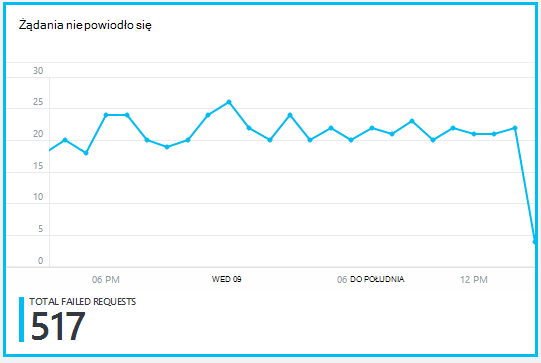 Żądania nie powiodło się
30
25
20
15
10
5
0
06 PM WED 09 06 DO POŁUDNIA 12 PM
TOTAL FAILED REQUESTS
517